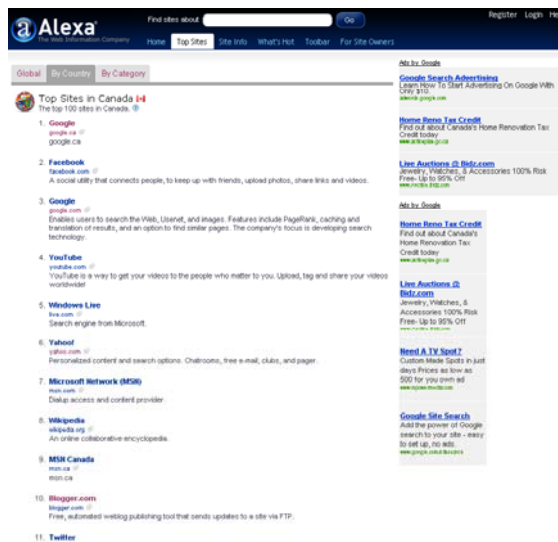 Alexa
The Web Information Company
Find sites about
Go
Register Login He
Home Top Sites Site Info What's Hot Toolbar For Site Owners
Global By Country By Category
Top Sites in Canada
The top 100 sites in Canada.
1. Google
google.ca
google.ca
2. Facebook
facebook.com
A social utility that connects people, to keep up with friends, upload photos, share links and videos.
3. Google
google.com
Enables users to search the Web, Usenet, and images. Features include PageRank, caching and
translation of results, and an option to find similar pages. The company's focus is developing search
technology.
4. YouTube
youtube.com
YouTube is a way to get your videos to the people who matter to you. Upload, tag and share your videos
worldwide!
5. Windows Live
live.com
Search engine from Microsoft.
6. Yahoo!
yahoo.com
Personalized content and search options. Chatrooms, free e-mail, clubs, and pager.
7. Microsoft Network (MSN)
msn.com
Dialup access and content provider
8. Wikipedia
wikipedia.org
An online collaborative encyclopedia.
9. MSN Canada
msn.ca
msn.ca
10. Blogger.com
blogger.com
Free, automated weblog publishing tool that sends updates to a site via FTP.
11. Twitter
Ads by Google
Google Search Advertising
Learn How To Start Advertising On Google With
Only $10.
adwords.google.com
Home Reno Tax Credit
Find out about Canada's Home Renovation Tax
Credit today
Live Auctions @ Bidz.com
Jewelry, Watches, & Accessories 100% Risk
Free- Up to 95% Off
www.Bidz.com
Ads by Google
Home Reno Tax Credit
Find out about Canada's
Home Renovation Tax
Credit today
Live Auctions @
Bidz.com
Jewelry, Watches, &
Accessories 100% Risk
Free- Up to 95% Off
Need A TV Spot?
Custom Made Spots in just
days Prices as low as
500 for you own ad
Google Site Search
Add the power of Google
search to your site - easy
to set up, no ads.